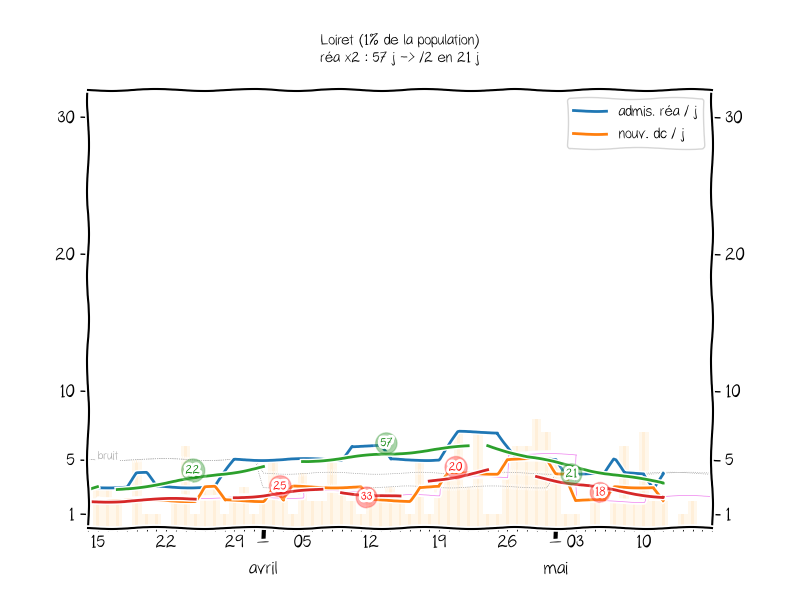 Loiret (1% de la population)
réa x2 : 57 j -> /2 en 21 j
admis. réa / j
nouv. dc / j
30
30
20
20
10
10
57
20
22
bruit
5
5
21
25
18
33
1
1
15 22 29 05 12 19 26 03 10
avril mai